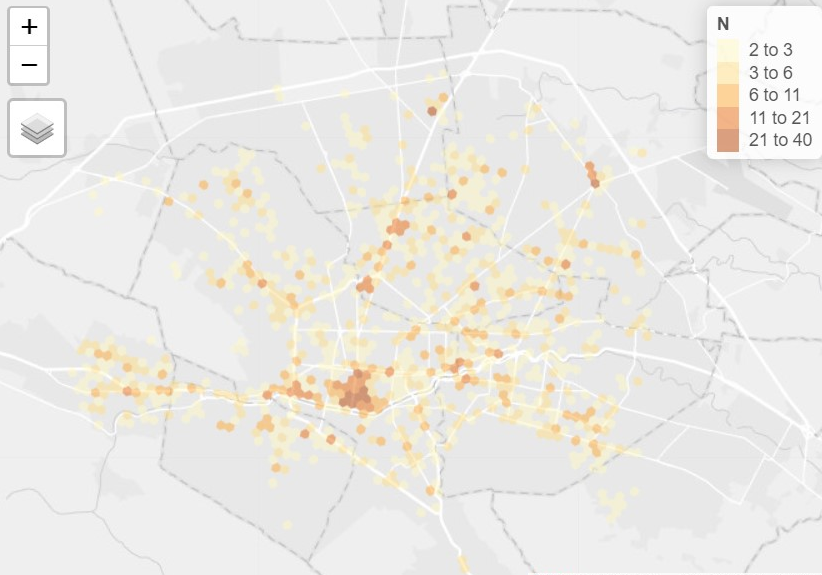 +
−
N
2 to 3
3 to 6
6 to 11
11 to 21
21 to 40